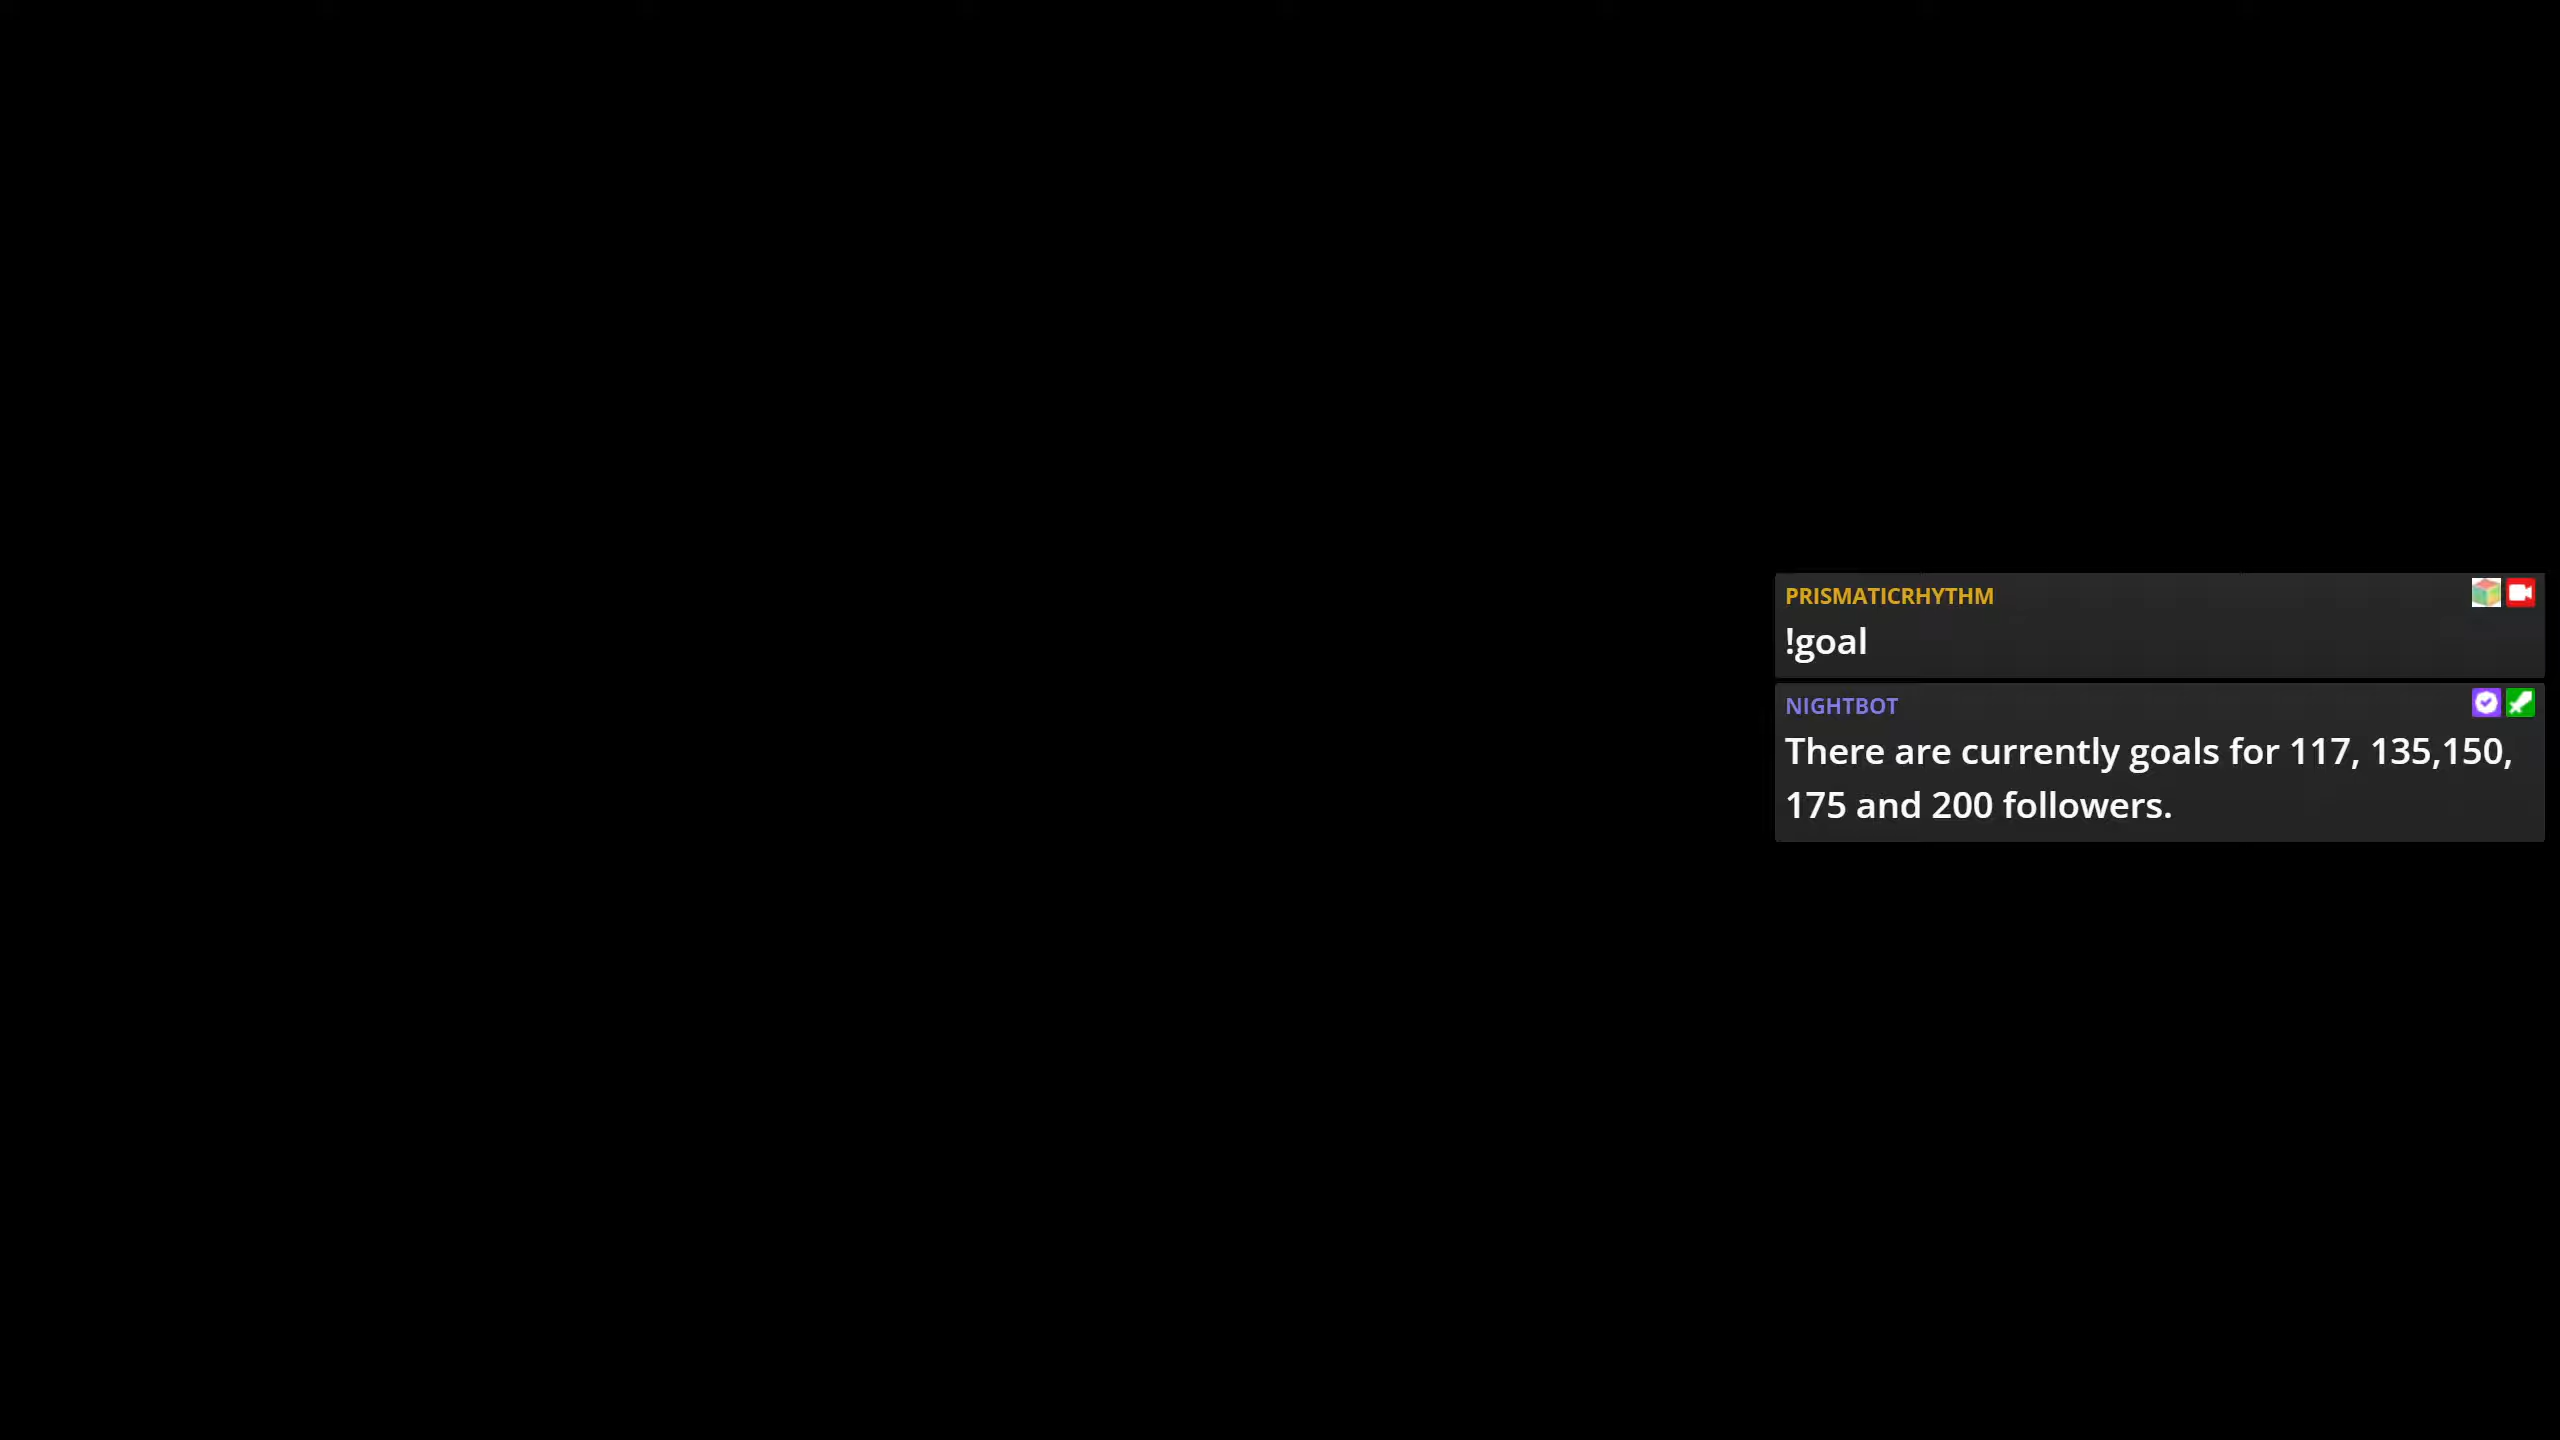 PRISMATICRHYTHM
!goal
NIGHTBOT
There are currently goals for 117, 135,150,
175 and 200 followers.